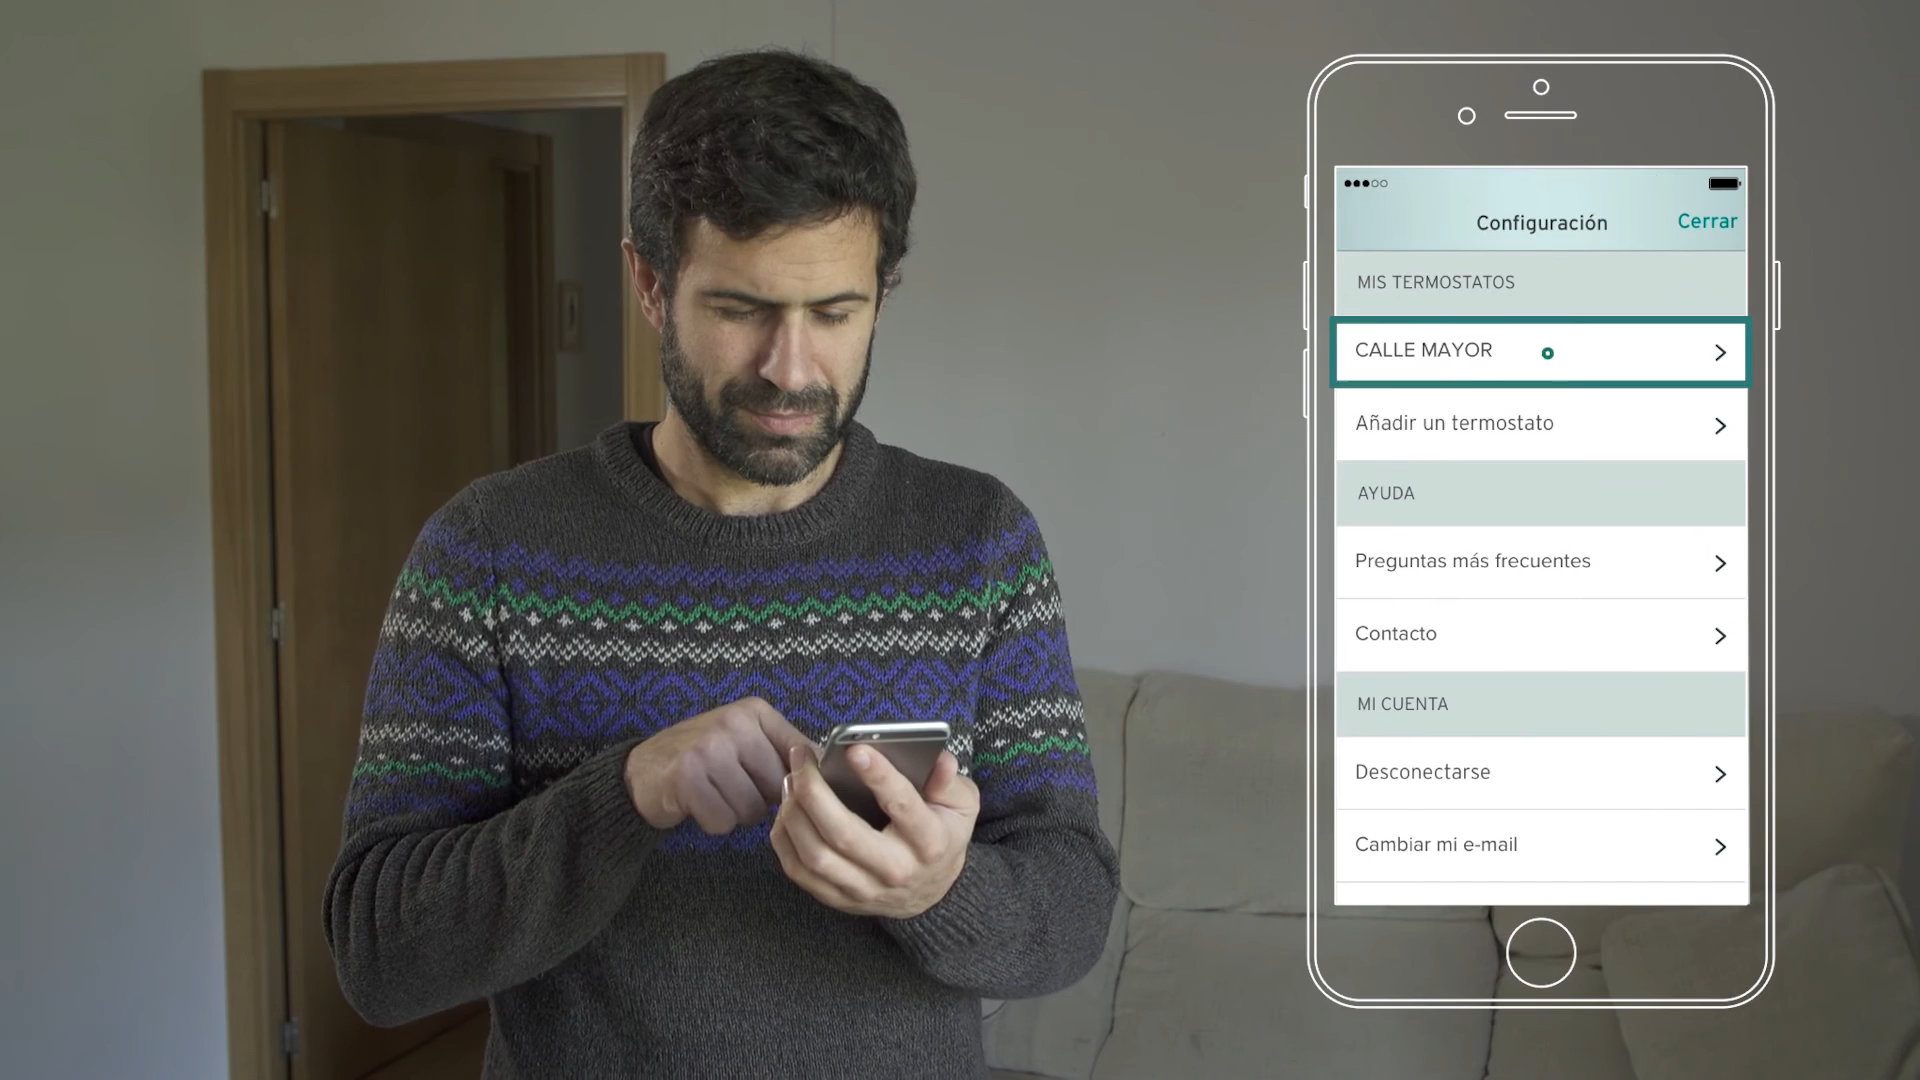 Configuración
Cerrar
MIS TERMOSTATOS
CALLE MAYOR
Añadir un termostato
AYUDA
Preguntas más frecuentes
Contacto
MI CUENTA
Desconectarse
Cambiar mi e-mail